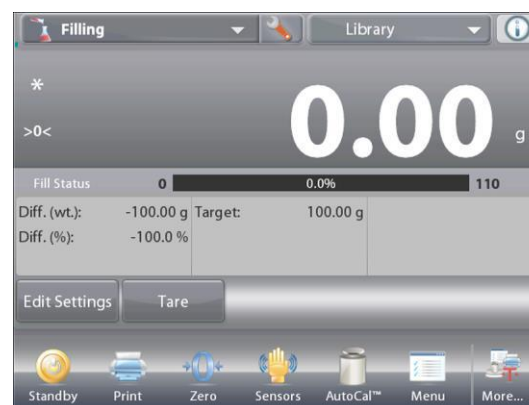 Filling Library
*
>0<
0.00 g
Fill Status 0 0.0% 110
Diff. (wt.): -100.00 g Target: 100.00 g
Diff. (%): -100.0 %
Edit Settings Tare
Standby Print Zero Sensors AutoCal™ Menu More...